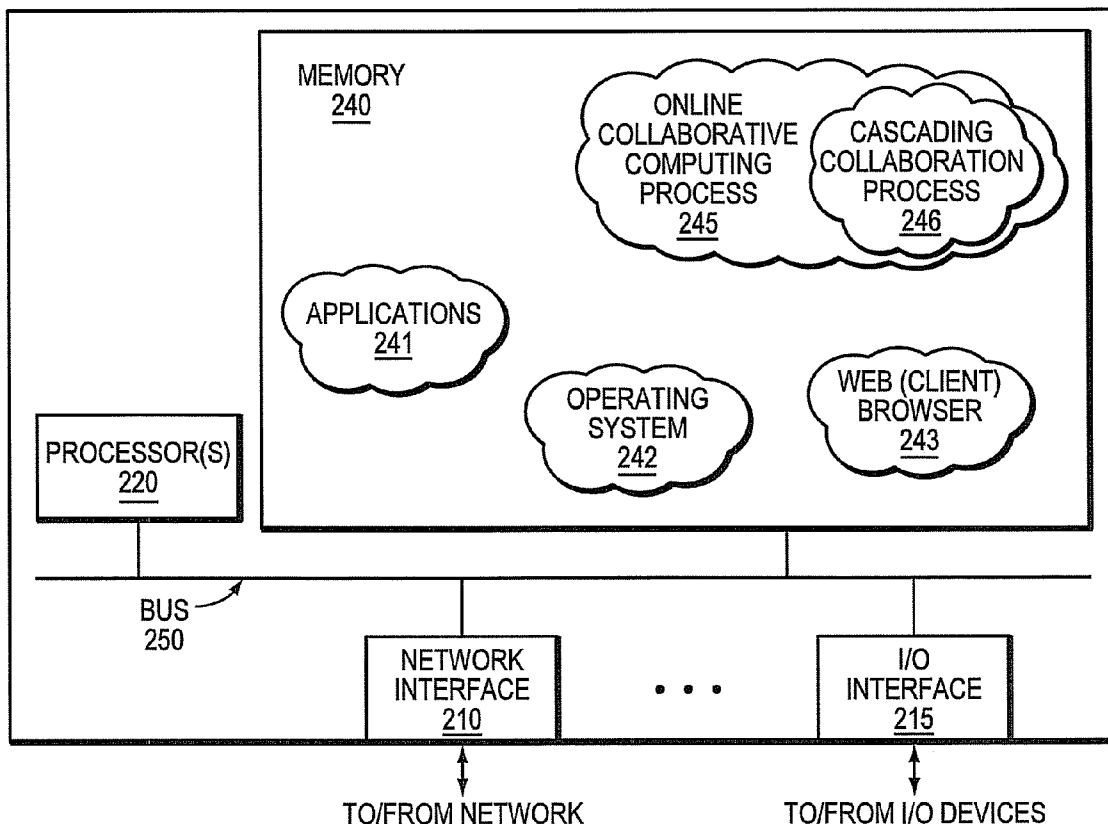 MEMORY
240
ONLINE
COLLABORATIVE
COMPUTING
PROCESS
245
CASCADING
COLLABORATION
PROCESS
246
APPLICATIONS
241
OPERATING
SYSTEM
242
WEB (CLIENT)
BROWSER
243
PROCESSOR(S)
220
BUS
250
NETWORK
INTERFACE
210
I/O
INTERFACE
215
TO/FROM NETWORK
TO/FROM I/O DEVICES